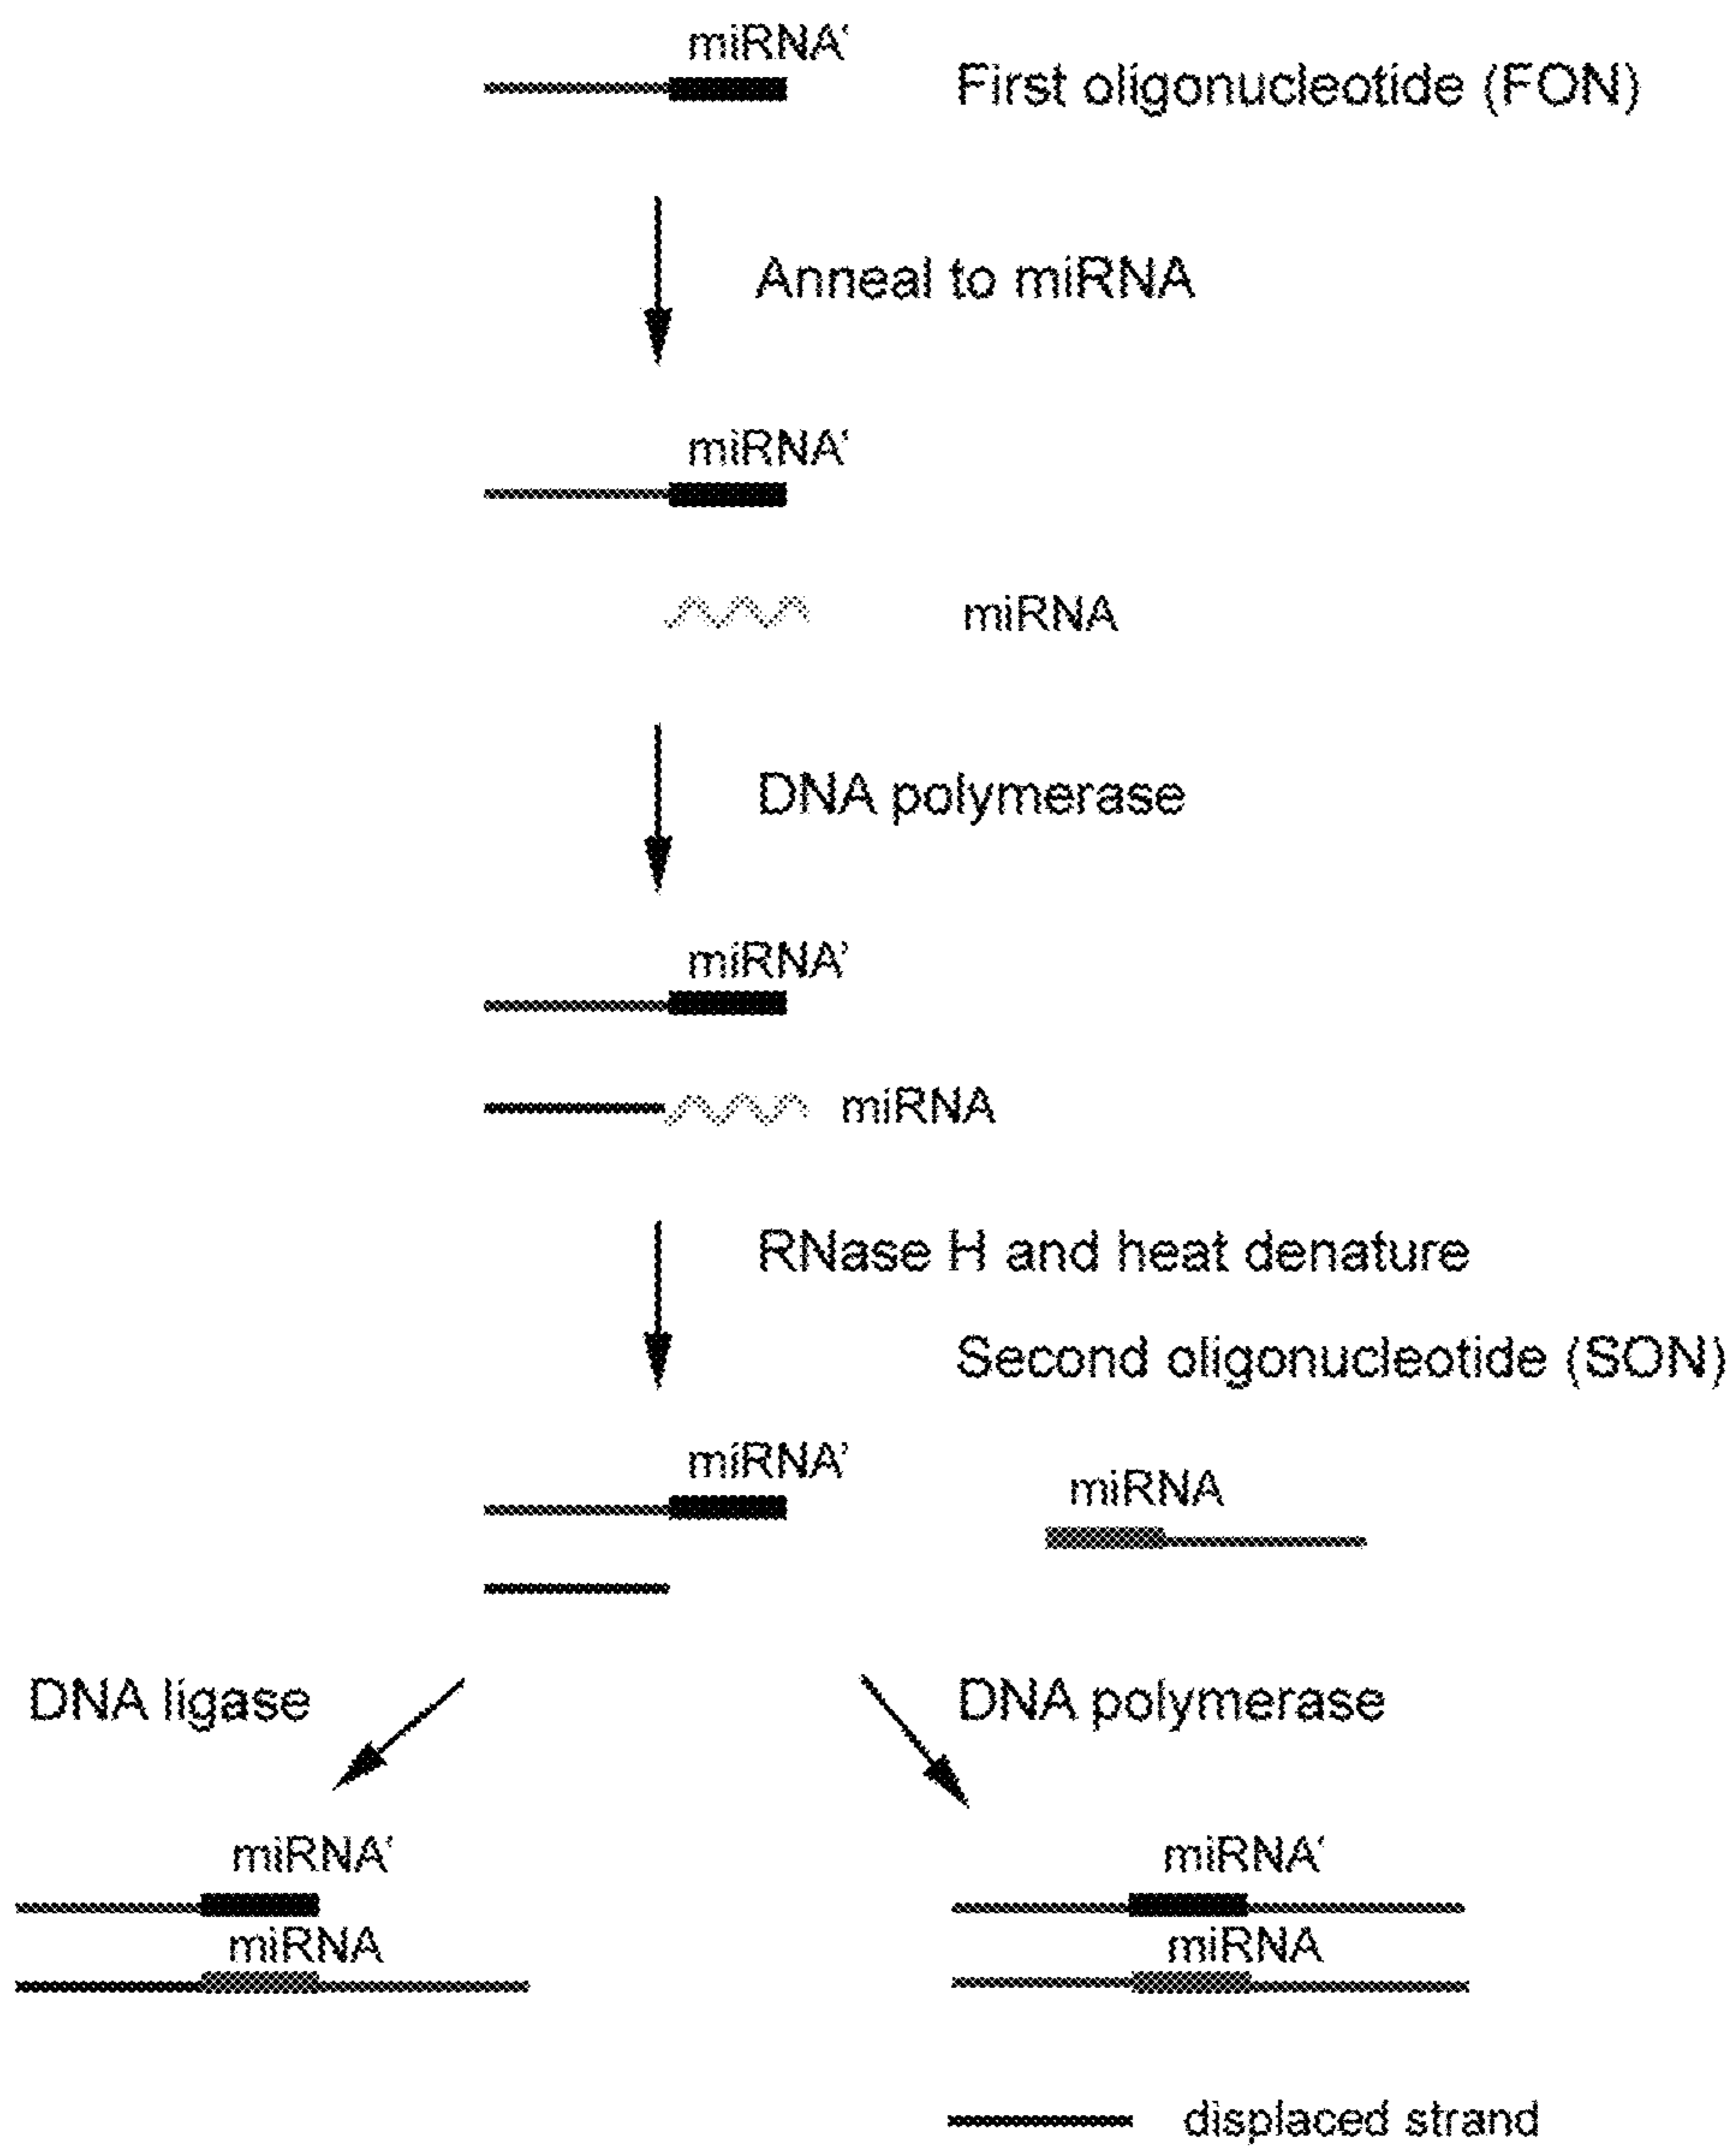 miRNA'
First oligonucleotide (FON)
Anneal to miRNA
miRNA'
miRNA
DNA polymerase
miRNA'
miRNA
RNase H and heat denature
Second oligonucleotide (SON)
miRNA'
miRNA
DNA ligase
DNA polymerase
miRNA'
miRNA
miRNA'
miRNA
displaced strand